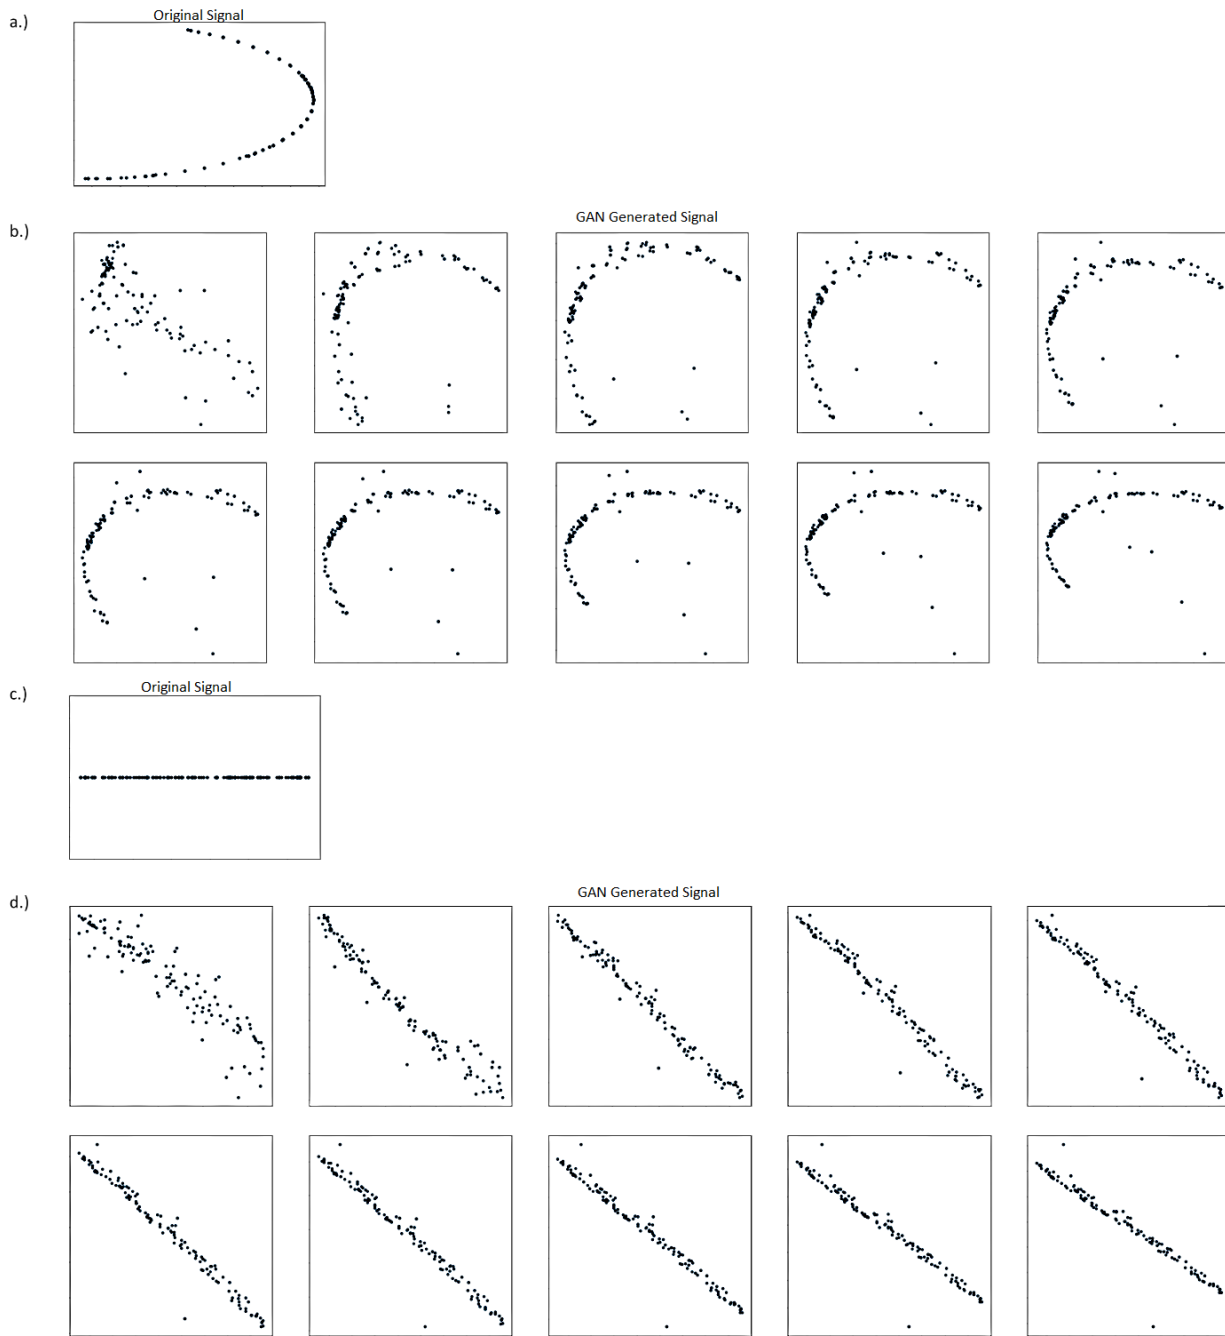 a.)
Original Signal
GAN Generated Signal
b.)
c.)
Original Signal
GAN Generated Signal
d.)